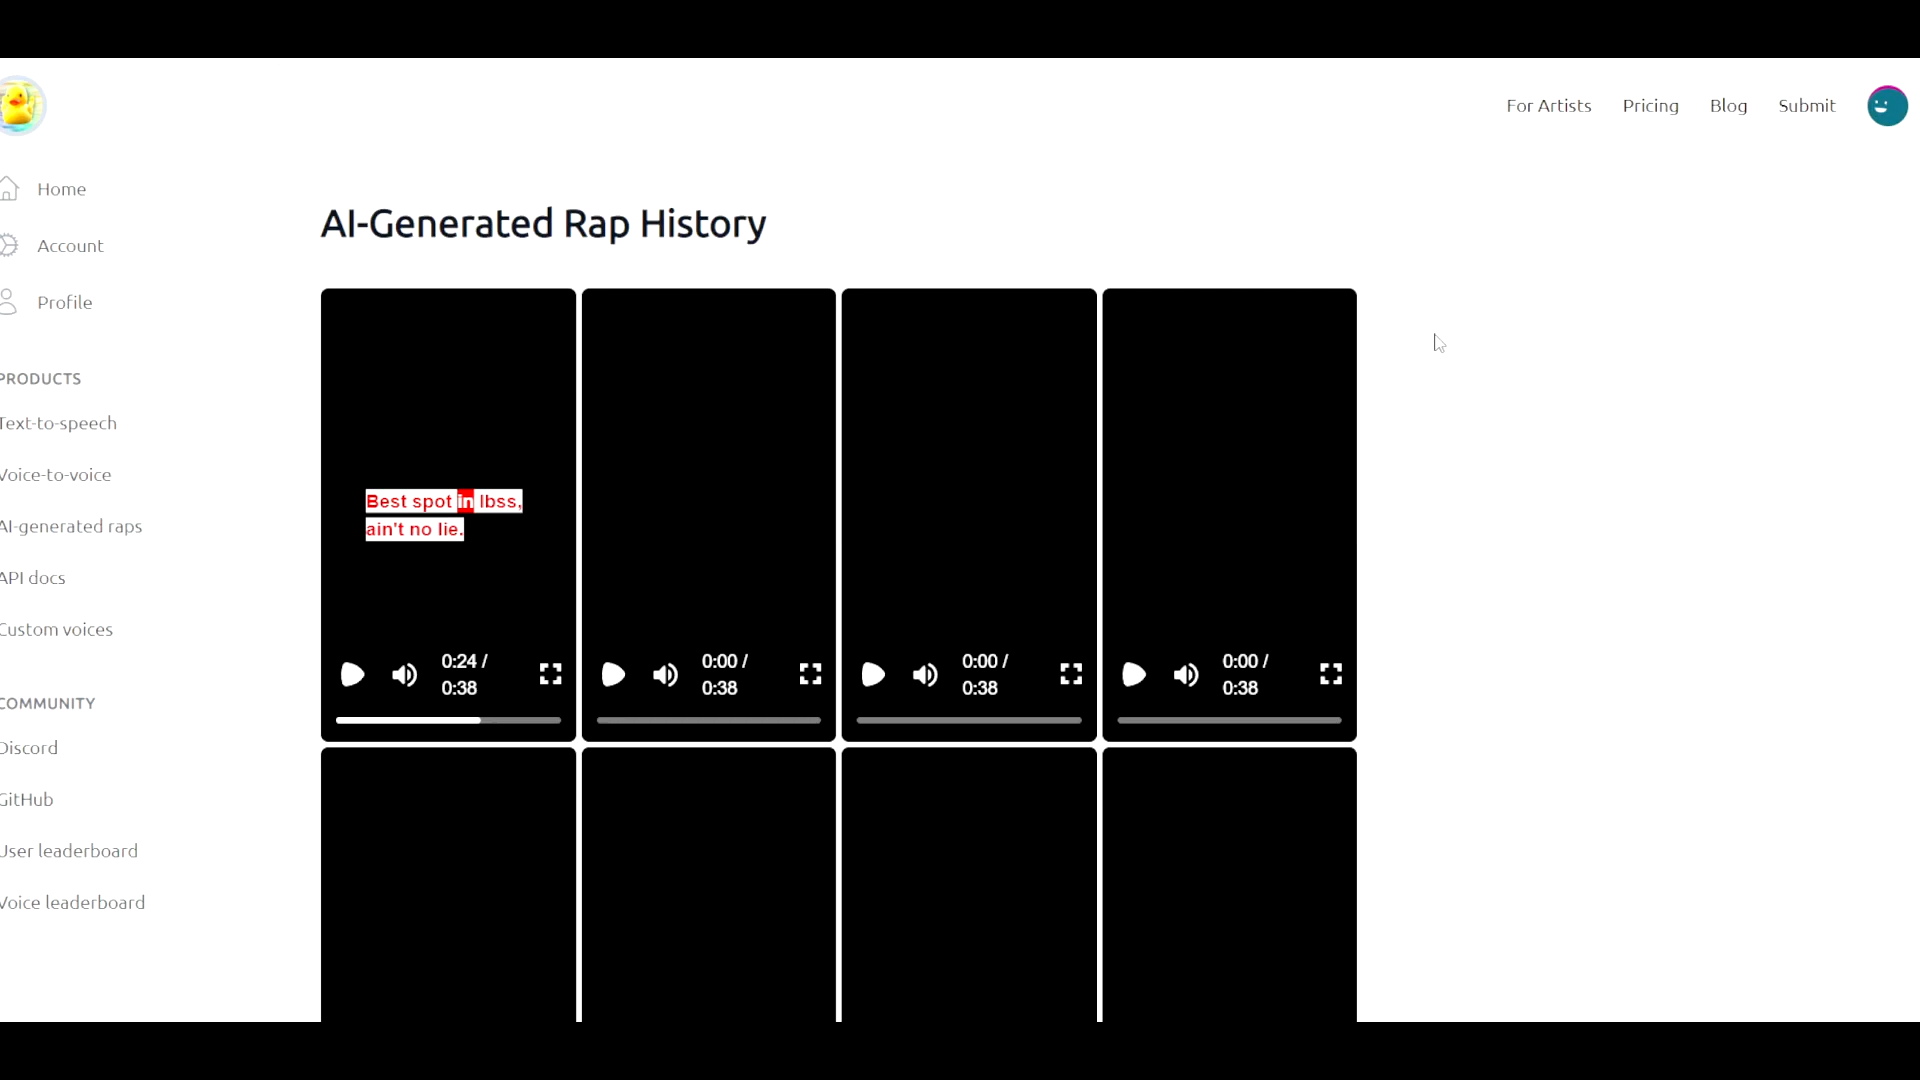 For Artists
Pricing
Blog
Submit
Home
Account
Profile
PRODUCTS
Text-to-speech
Voice-to-voice
AI-generated raps
API docs
Custom voices
COMMUNITY
Discord
GitHub
User leaderboard
Voice leaderboard
AI-Generated Rap History
Best spot in lbss,
ain't no lie.
0:24 /
0:38
0:00 /
0:38
0:00 /
0:38
0:00 /
0:38